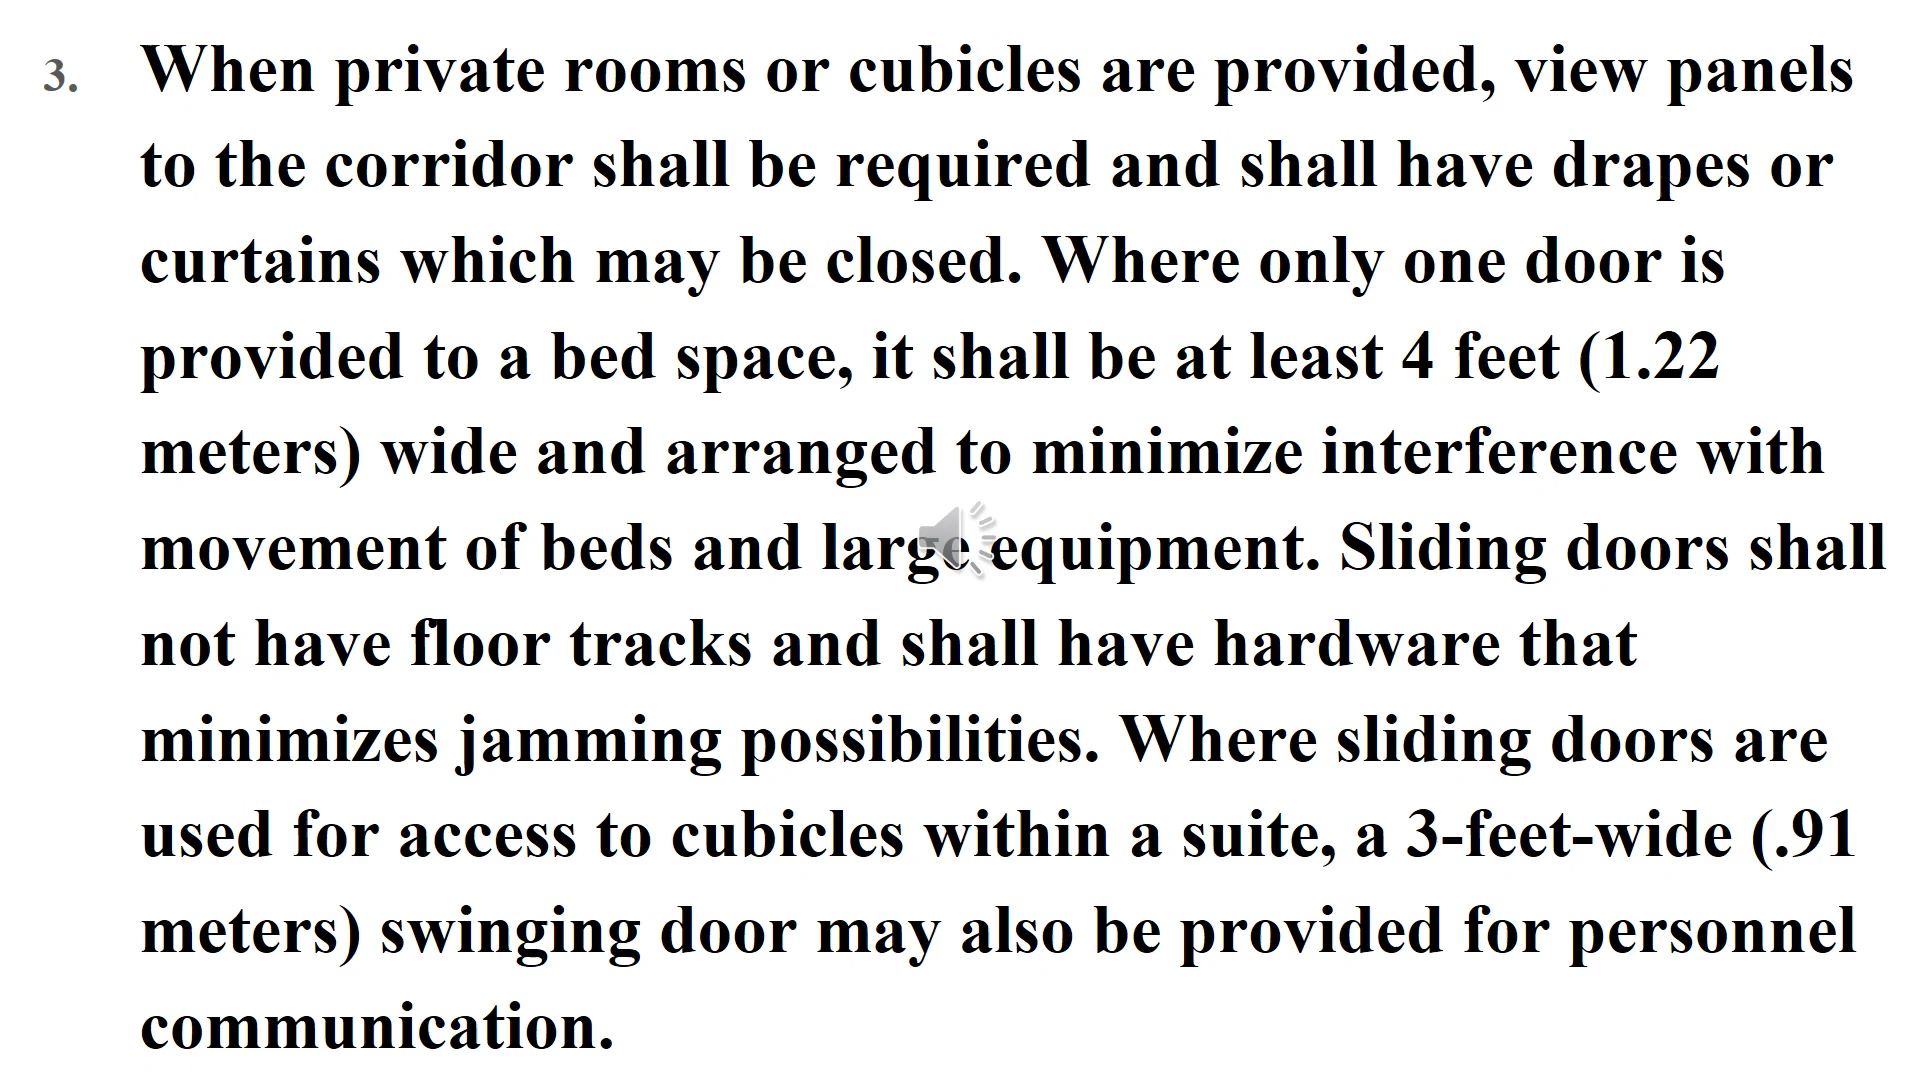 3. When private rooms or cubicles are provided, view panels
to the corridor shall be required and shall have drapes or
curtains which may be closed. Where only one door is
provided to a bed space, it shall be at least 4 feet (1.22
meters) wide and arranged to minimize interference with
movement of beds and large equipment. Sliding doors shall
not have floor tracks and shall have hardware that
minimizes jamming possibilities. Where sliding doors are
used for access to cubicles within a suite, a 3-feet-wide (.91
meters) swinging door may also be provided for personnel
communication.